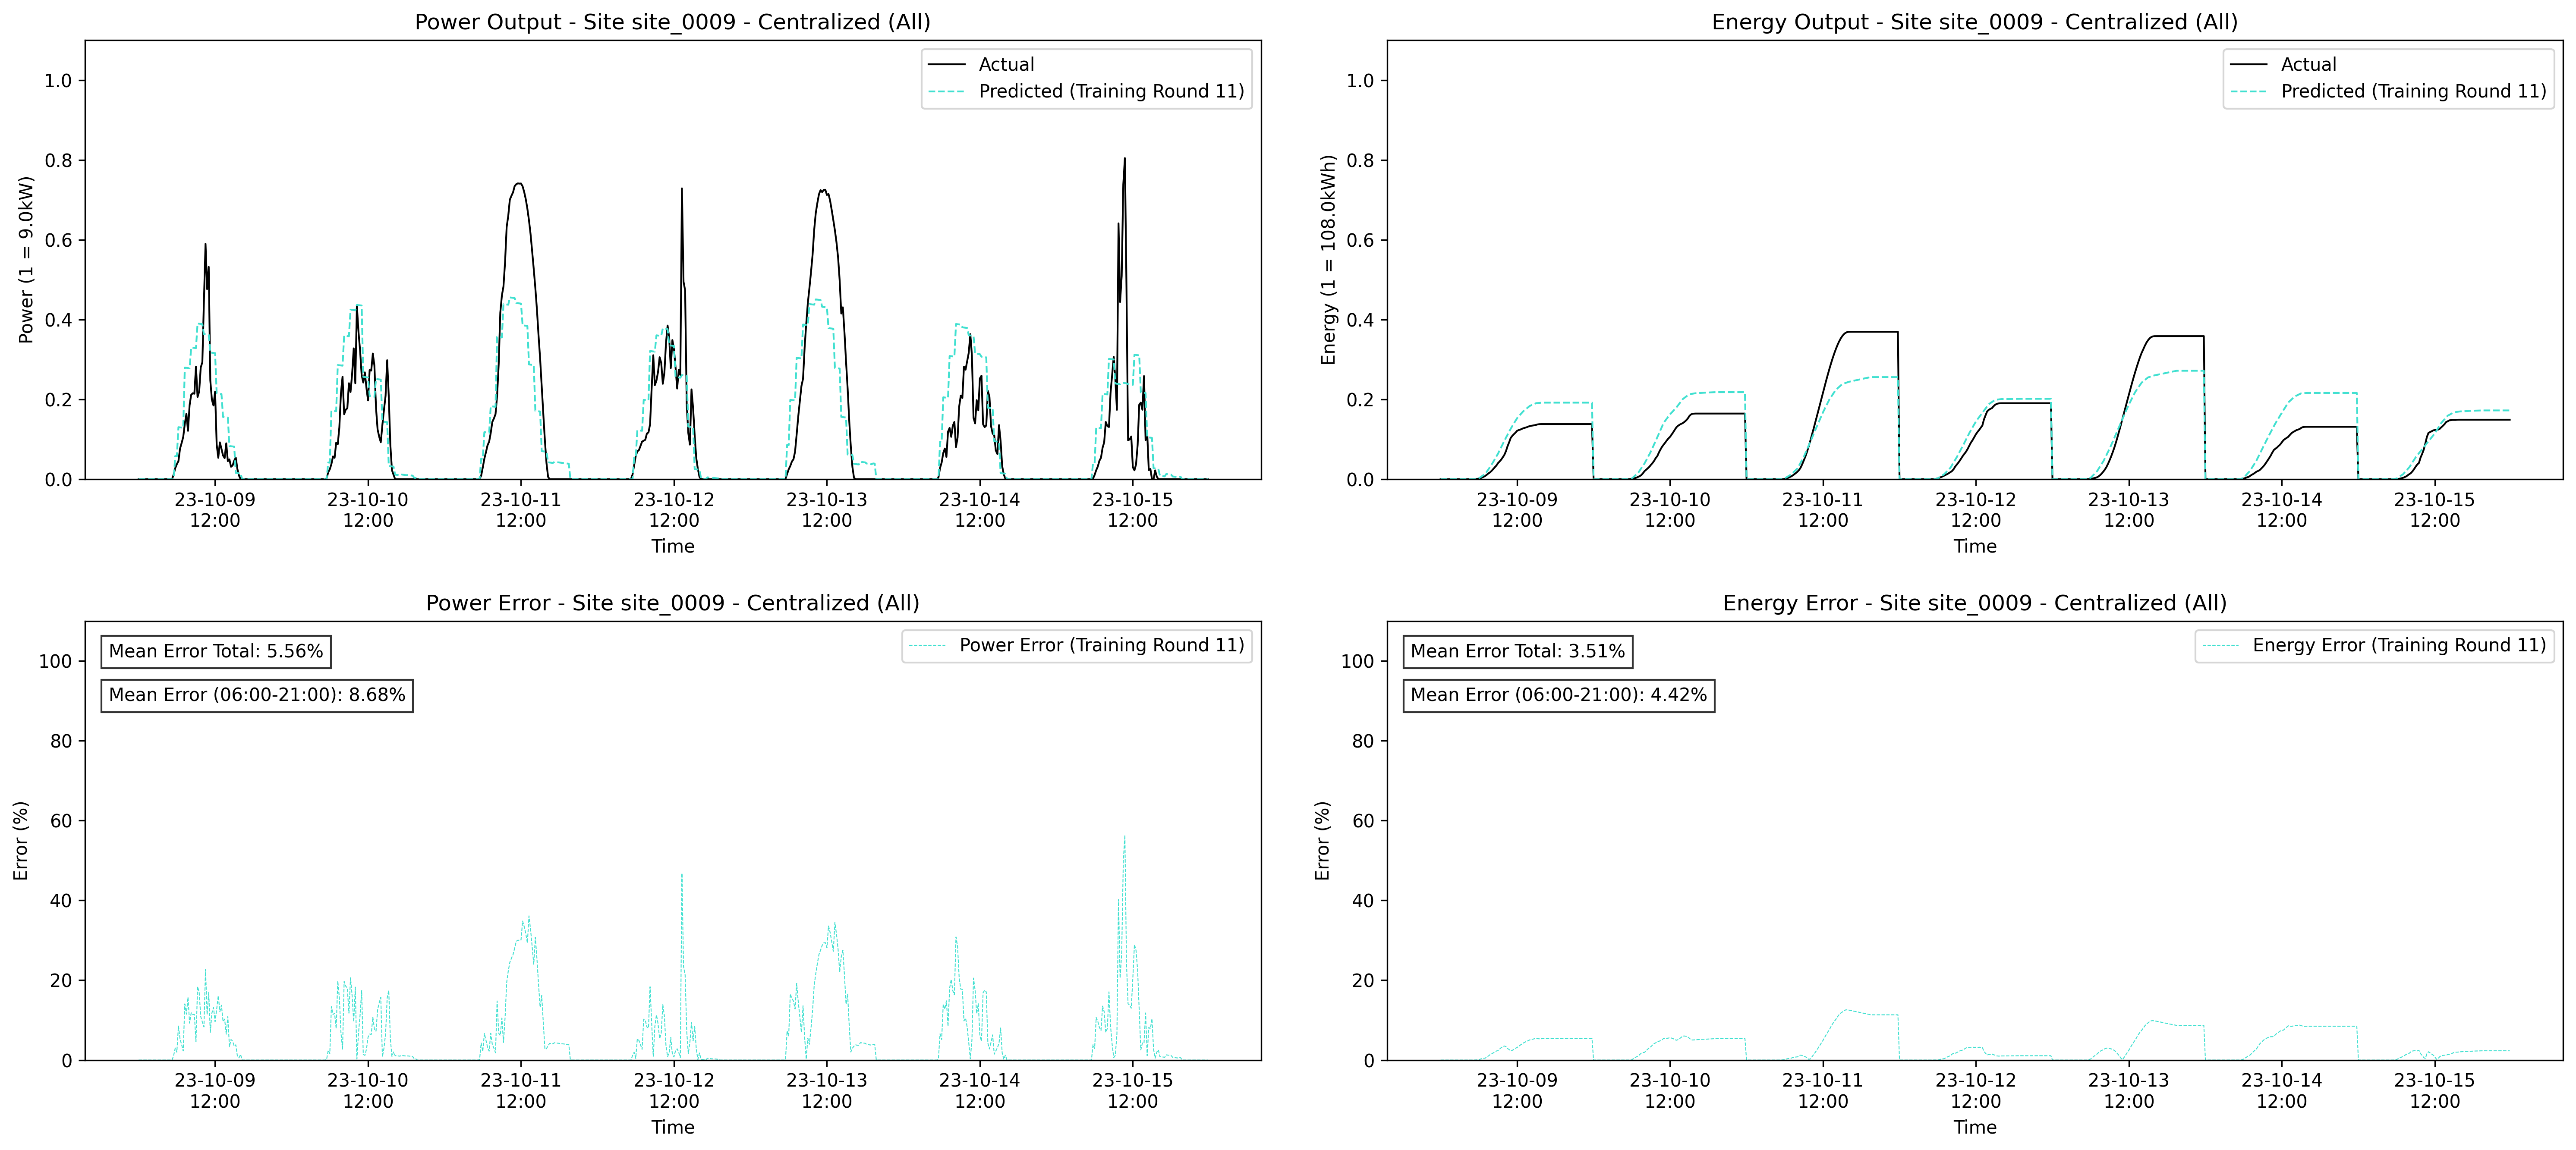 Power Output - Site site_0009 - Centralized (All)
Actual
Predicted (Training Round 11)
Power (1 = 9.0kW)
1.0
0.8
0.6
0.4
0.2
0.0
23-10-09 23-10-10 23-10-11 23-10-12 23-10-13 23-10-14 23-10-15
12:00 12:00 12:00 12:00 12:00 12:00 12:00
Time
Energy Output - Site site_0009 - Centralized (All)
Actual
Predicted (Training Round 11)
Energy (1 = 108.0kWh)
1.0
0.8
0.6
0.4
0.2
0.0
23-10-09 23-10-10 23-10-11 23-10-12 23-10-13 23-10-14 23-10-15
12:00 12:00 12:00 12:00 12:00 12:00 12:00
Time
Power Error - Site site_0009 - Centralized (All)
Mean Error Total: 5.56%
Mean Error (06:00-21:00): 8.68%
Power Error (Training Round 11)
Error (%)
100
80
60
40
20
0
23-10-09 23-10-10 23-10-11 23-10-12 23-10-13 23-10-14 23-10-15
12:00 12:00 12:00 12:00 12:00 12:00 12:00
Time
Energy Error - Site site_0009 - Centralized (All)
Mean Error Total: 3.51%
Mean Error (06:00-21:00): 4.42%
Energy Error (Training Round 11)
Error (%)
100
80
60
40
20
0
23-10-09 23-10-10 23-10-11 23-10-12 23-10-13 23-10-14 23-10-15
12:00 12:00 12:00 12:00 12:00 12:00 12:00
Time